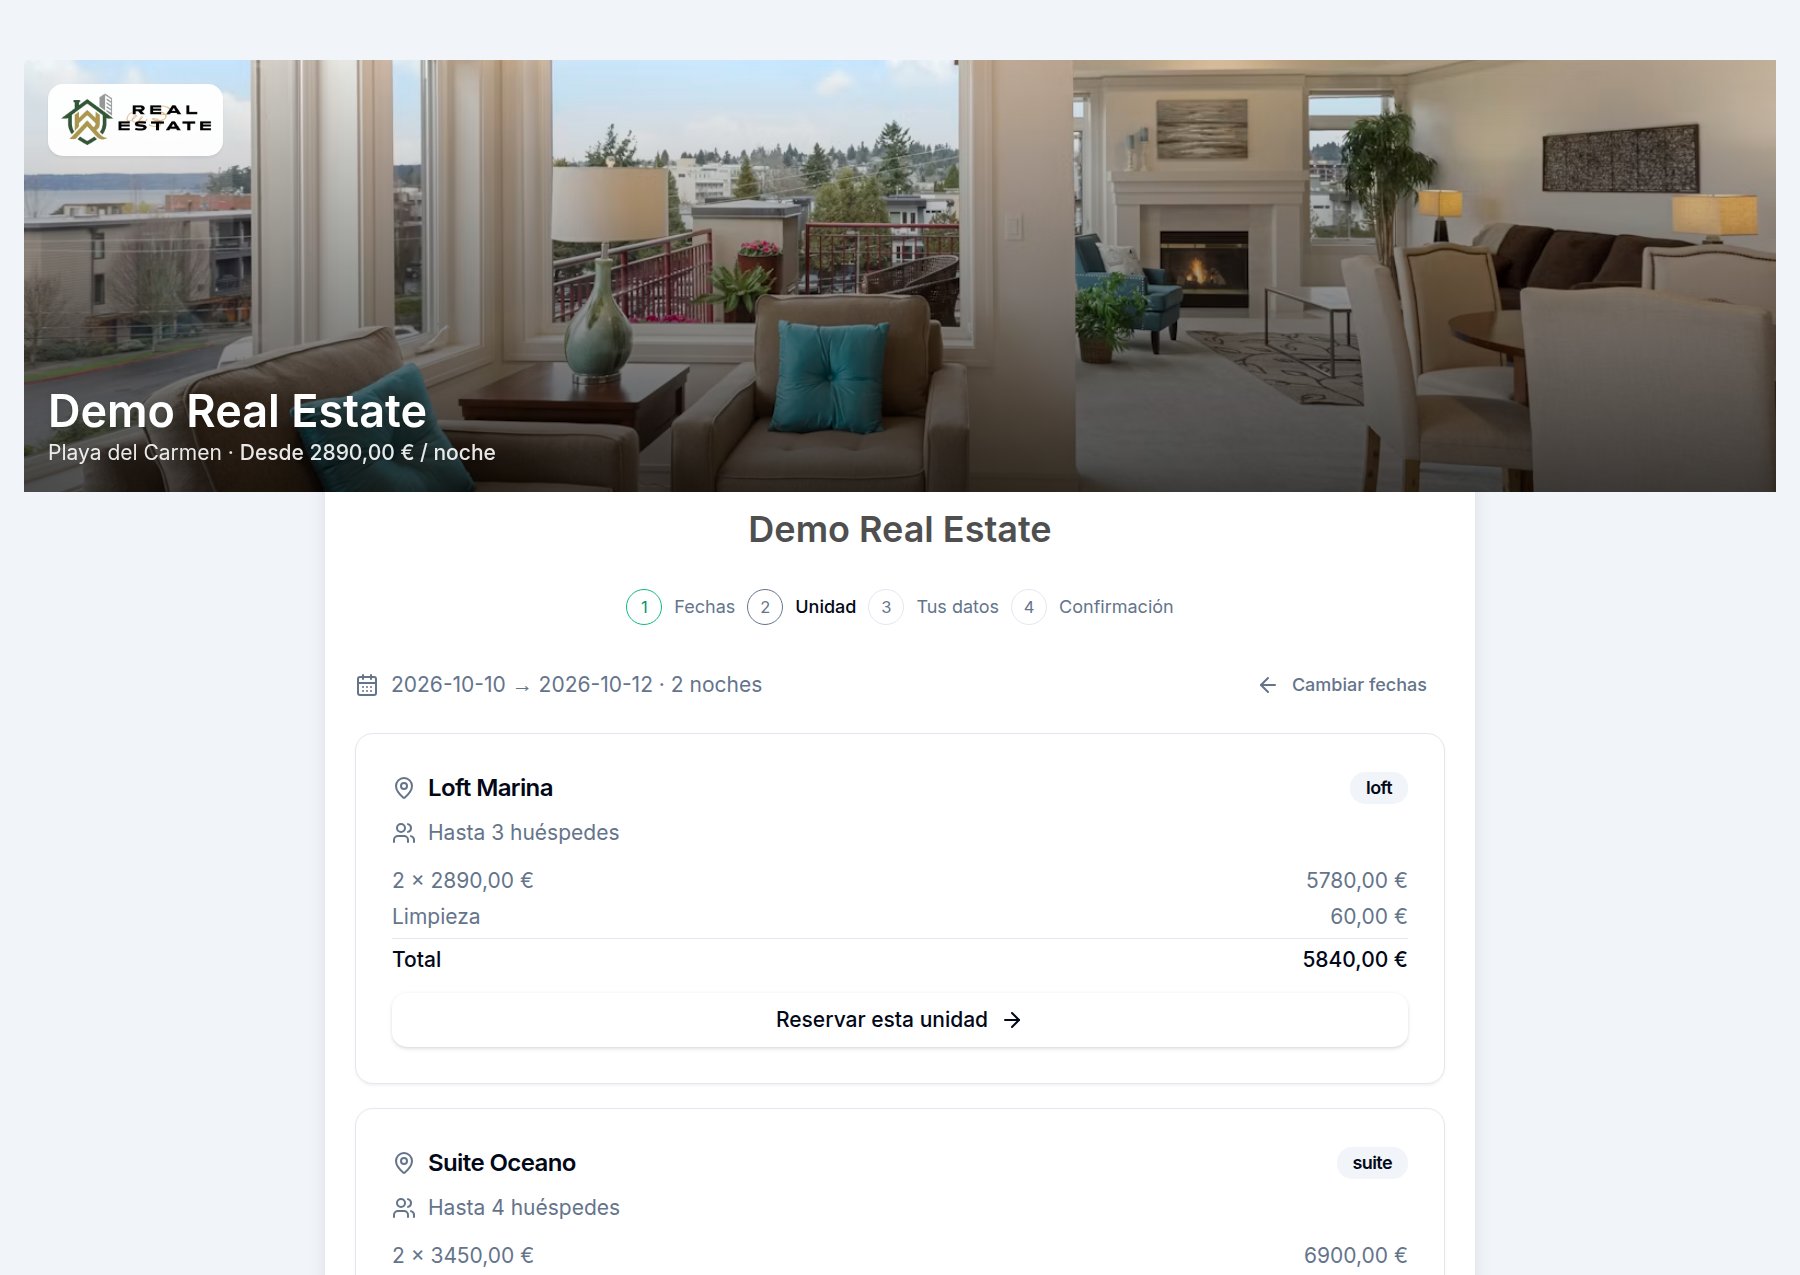 REAL
ESTATE
Demo Real Estate
Playa del Carmen · Desde 2890,00 € / noche
Demo Real Estate
1 Fechas 2 Unidad 3 Tus datos 4 Confirmación
2026-10-10 → 2026-10-12 · 2 noches
← Cambiar fechas
Loft Marina
loft
Hasta 3 huéspedes
2 × 2890,00 € 5780,00 €
Limpieza 60,00 €
Total 5840,00 €
Reservar esta unidad →
Suite Oceano
suite
Hasta 4 huéspedes
2 × 3450,00 € 6900,00 €